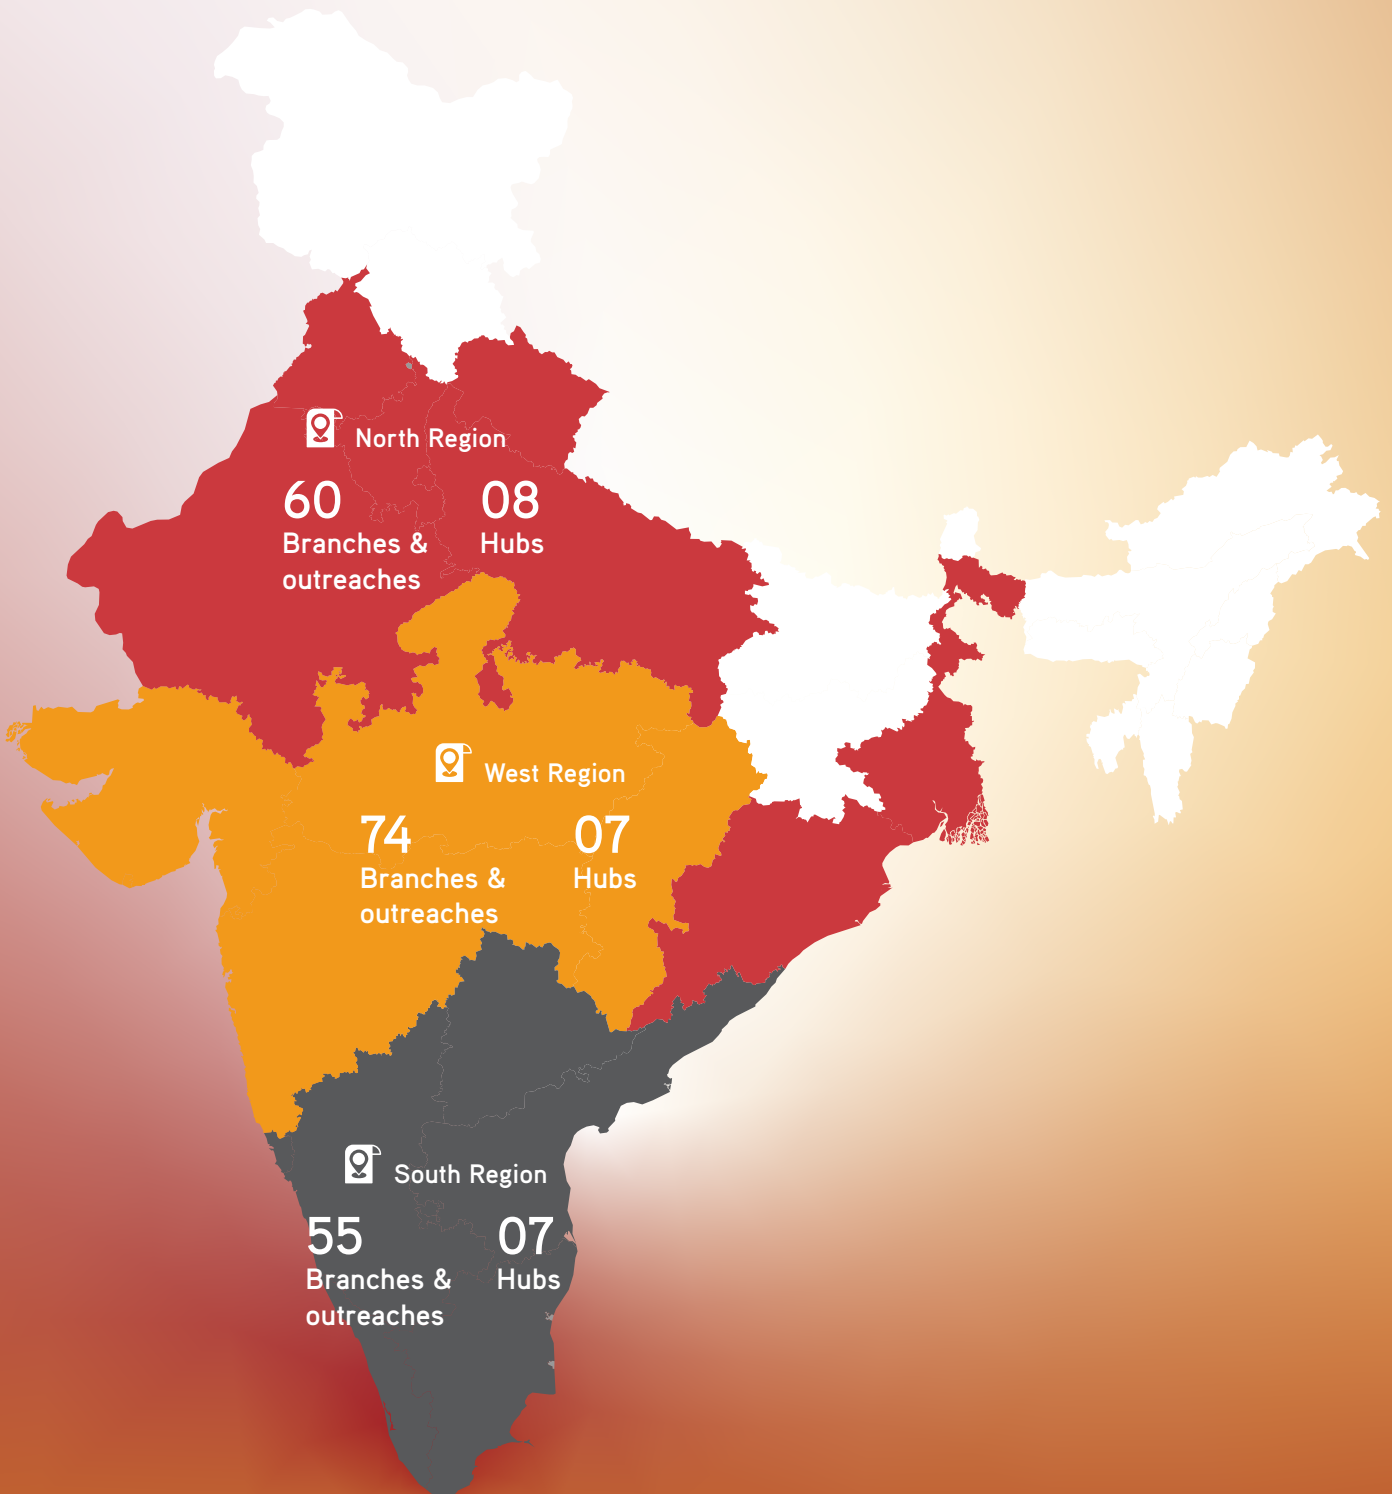 North Region
60
Branches &
outreaches
08
Hubs
West Region
74
Branches &
outreaches
07
Hubs
South Region
55
Branches &
outreaches
07
Hubs